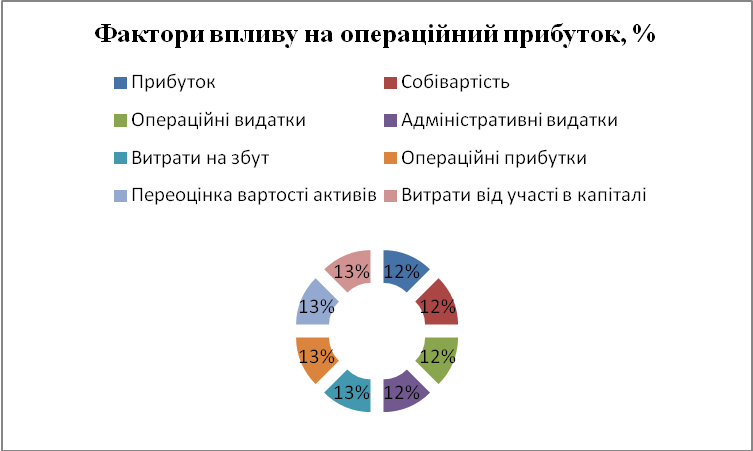 Фактори впливу на операційний прибуток, %
Прибуток
Собівартість
Операційні видатки
Адміністративні видатки
Витрати на збут
Операційні прибутки
Переоцінка вартості активів
Витрати від участі в капіталі
13%
12%
13%
12%
13%
12%
13%
12%